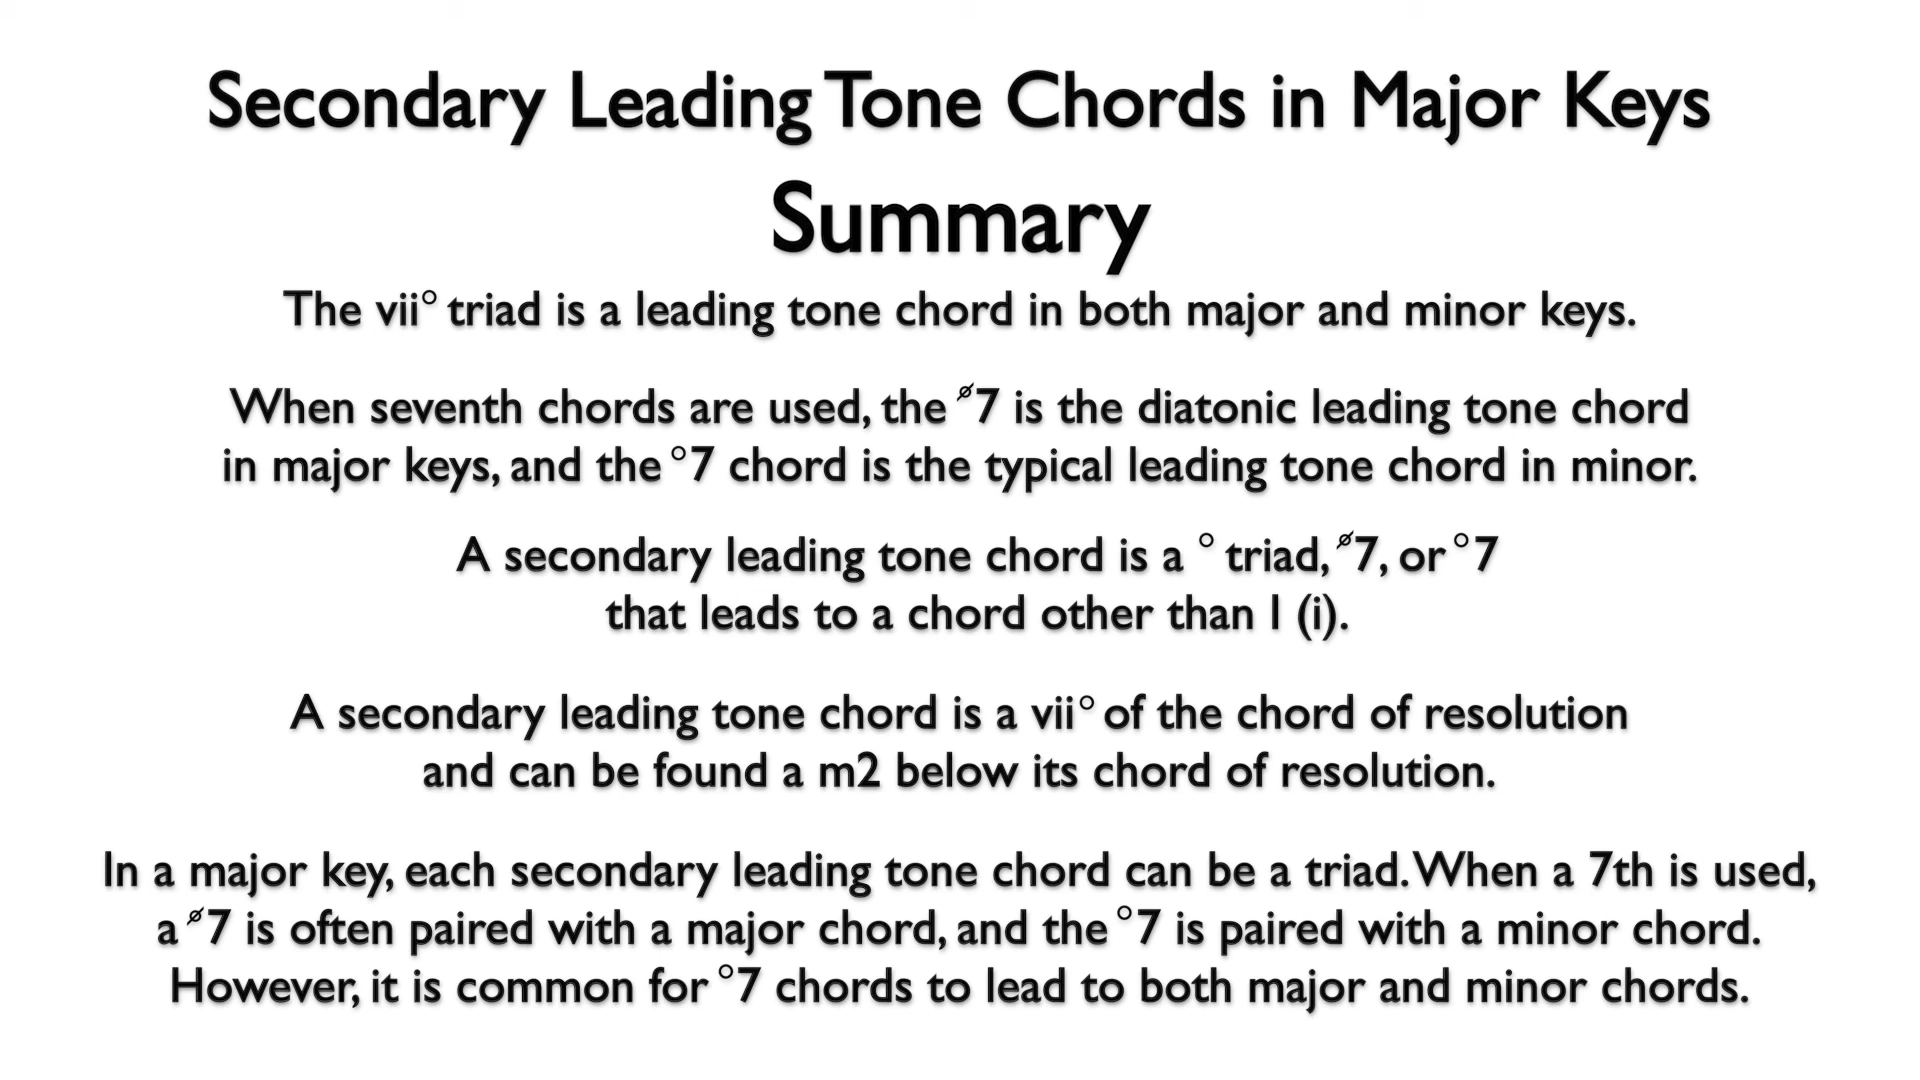 Secondary Leading Tone Chords in Major Keys
Summary
The vii° triad is a leading tone chord in both major and minor keys.
When seventh chords are used, the ⌀7 is the diatonic leading tone chord
in major keys, and the °7 chord is the typical leading tone chord in minor.
A secondary leading tone chord is a ° triad, ⌀7, or °7
that leads to a chord other than I (i).
A secondary leading tone chord is a vii° of the chord of resolution
and can be found a m2 below its chord of resolution.
In a major key, each secondary leading tone chord can be a triad. When a 7th is used,
a ⌀7 is often paired with a major chord, and the °7 is paired with a minor chord.
However, it is common for °7 chords to lead to both major and minor chords.